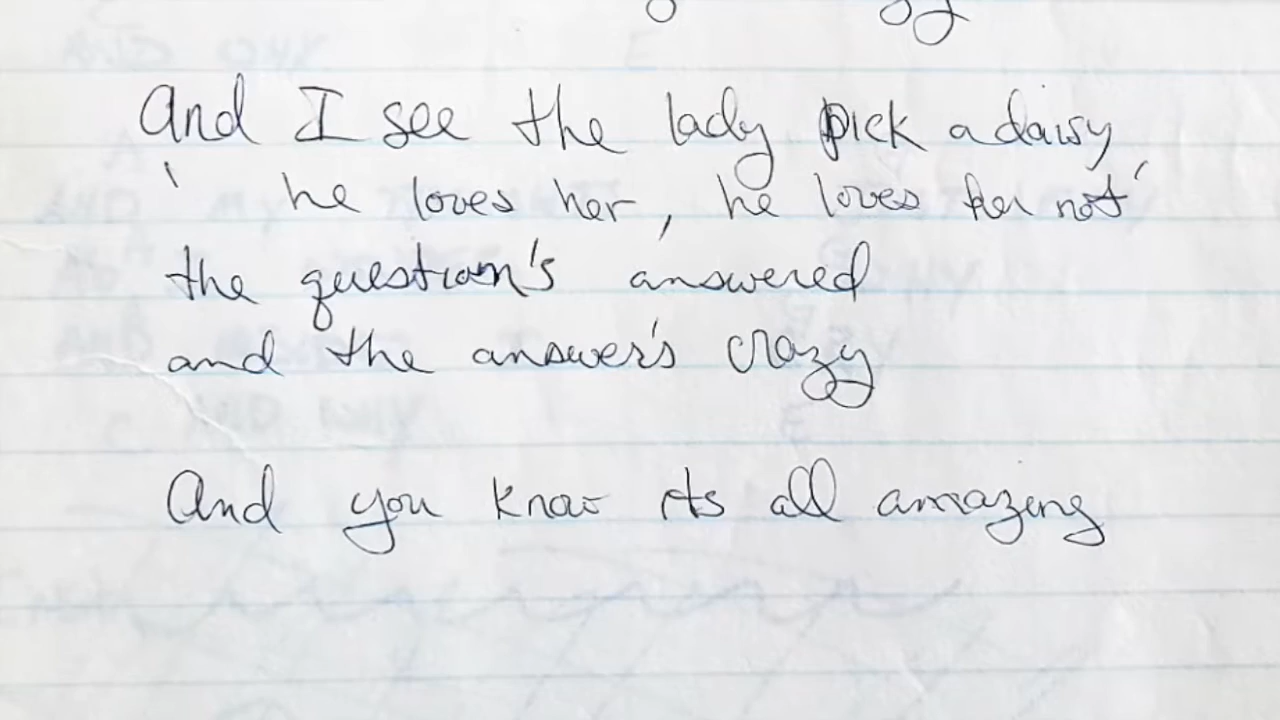 And I see the lady pick a daisy
' he loves her, he loves her not'
the question's answered
and the answer's crazy
And you know its all amazing